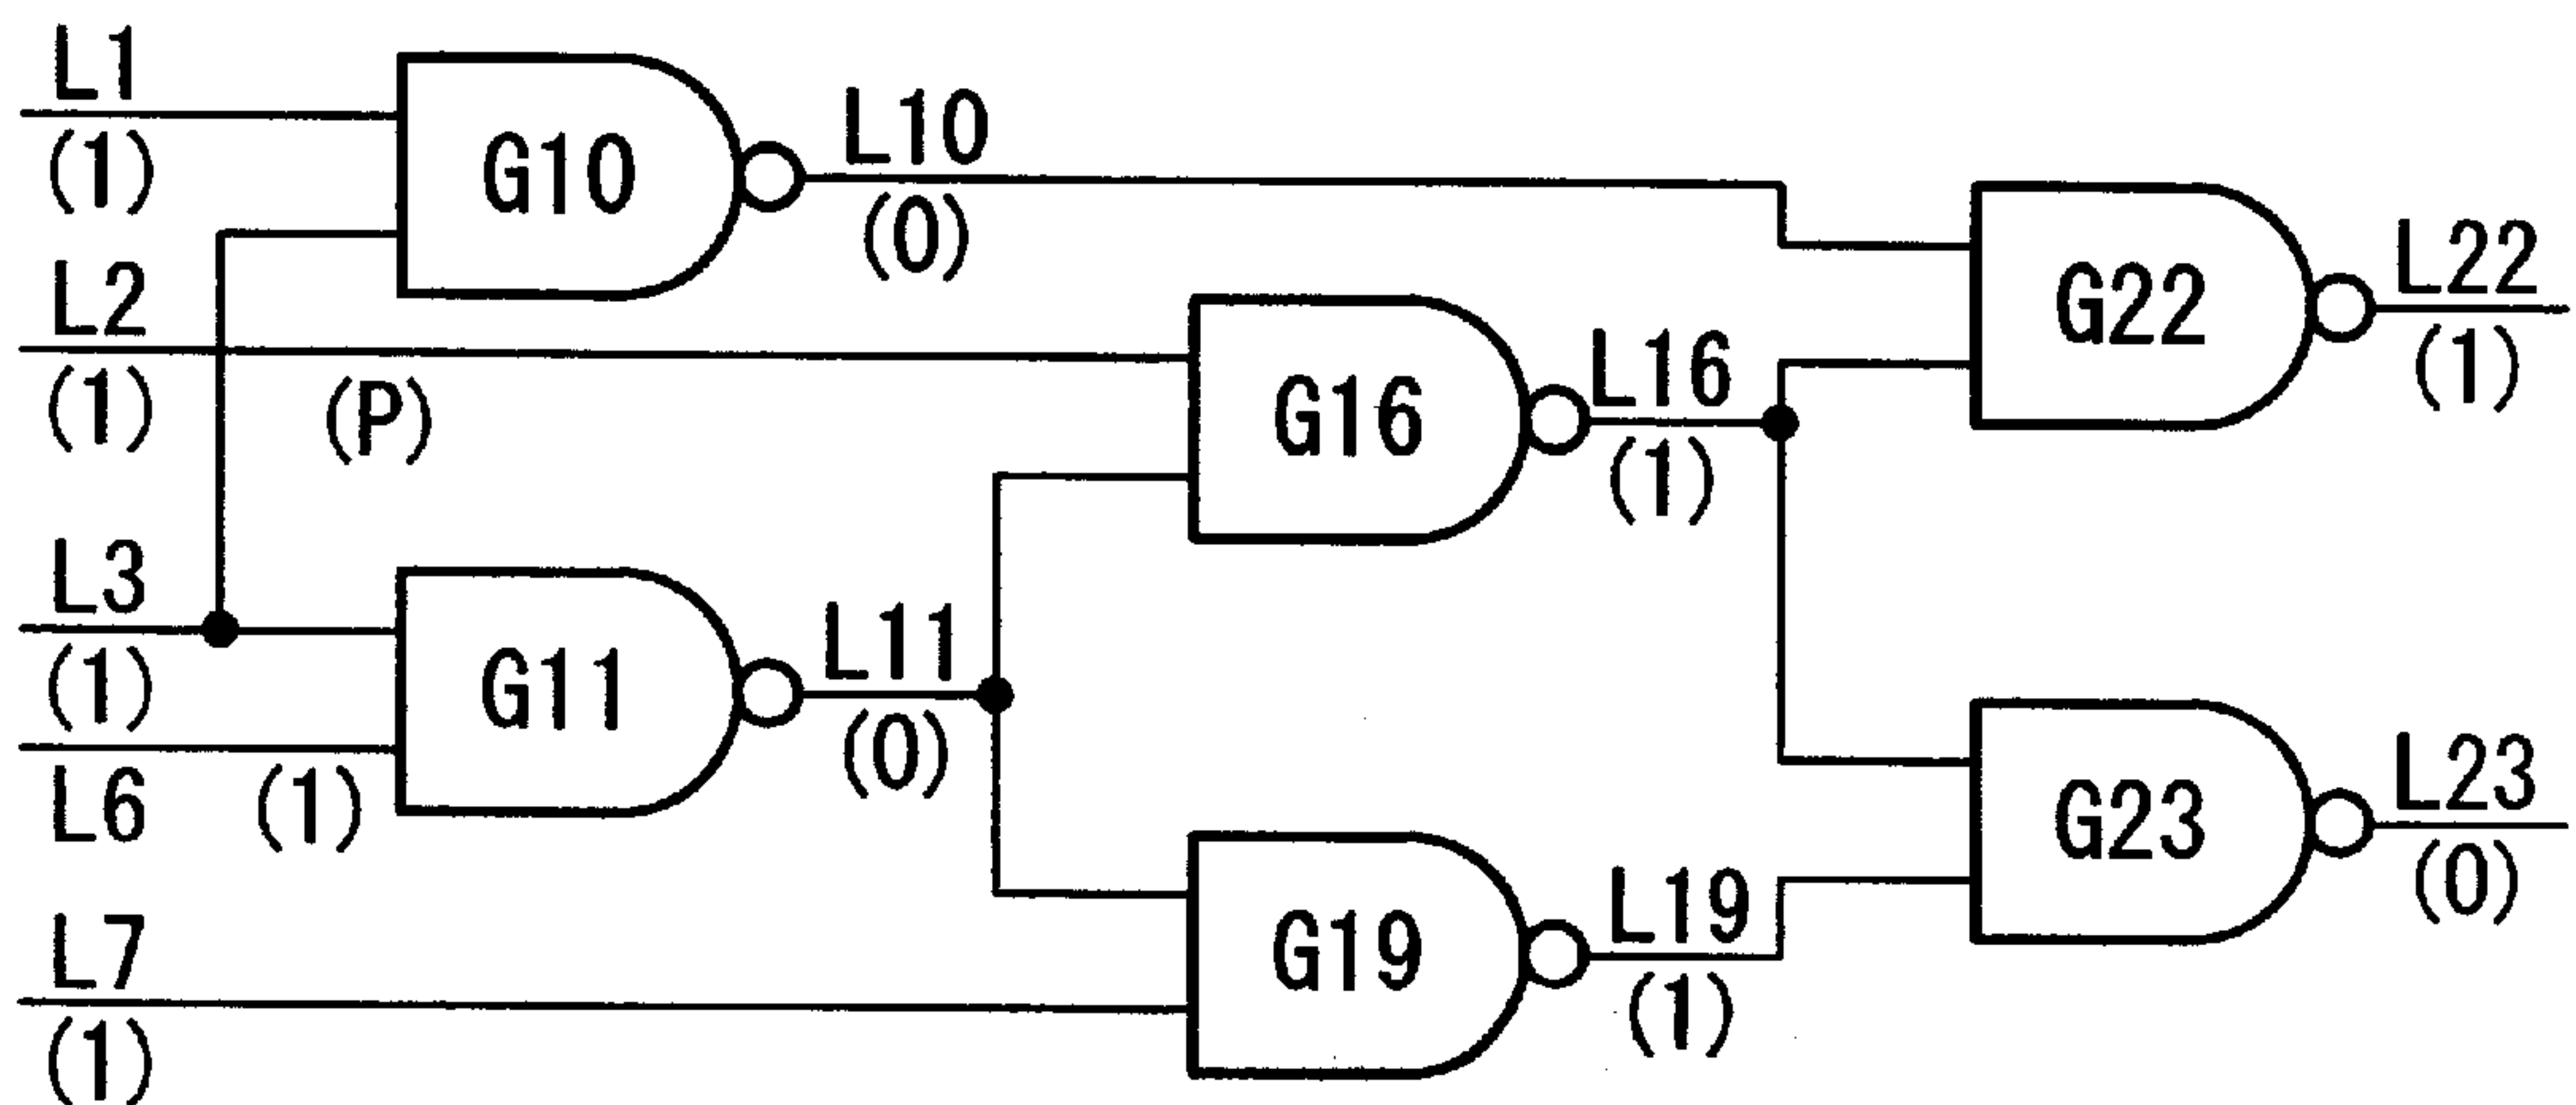 L1
(1)
G10
L10
(0)
L2
(1)
(P)
G16
L16
(1)
G22
L22
(1)
L3
(1)
G11
L11
(0)
L6
(1)
L7
(1)
G19
L19
(1)
G23
L23
(0)